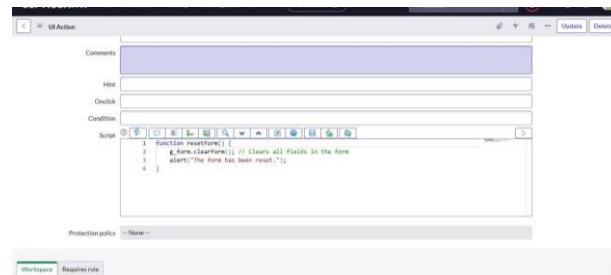 UI Action
Update
Delete
Comments
Hint
Onclick
Condition
Script
1 function resetForm() {
2 g_form.clearForm(); // Clears all fields in the form
3 alert("The form has been reset.");
4 }
Protection policy -- None --
Workspace Requires role